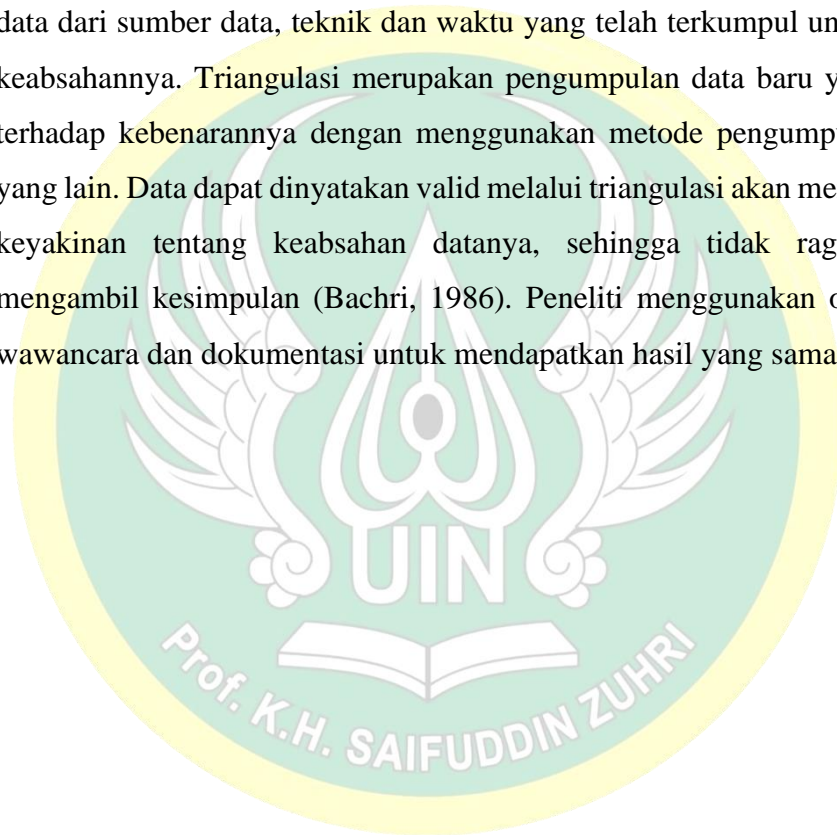 data dari sumber data, teknik dan waktu yang telah terkumpul un
keabsahannya. Triangulasi merupakan pengumpulan data baru y
terhadap kebenarannya dengan menggunakan metode pengump
yang lain. Data dapat dinyatakan valid melalui triangulasi akan me
keyakinan tentang keabsahan datanya, sehingga tidak rag
mengambil kesimpulan (Bachri, 1986). Peneliti menggunakan o
wawancara dan dokumentasi untuk mendapatkan hasil yang sama
UIN
Prof. K.H. SAIFUDDIN ZUHRI